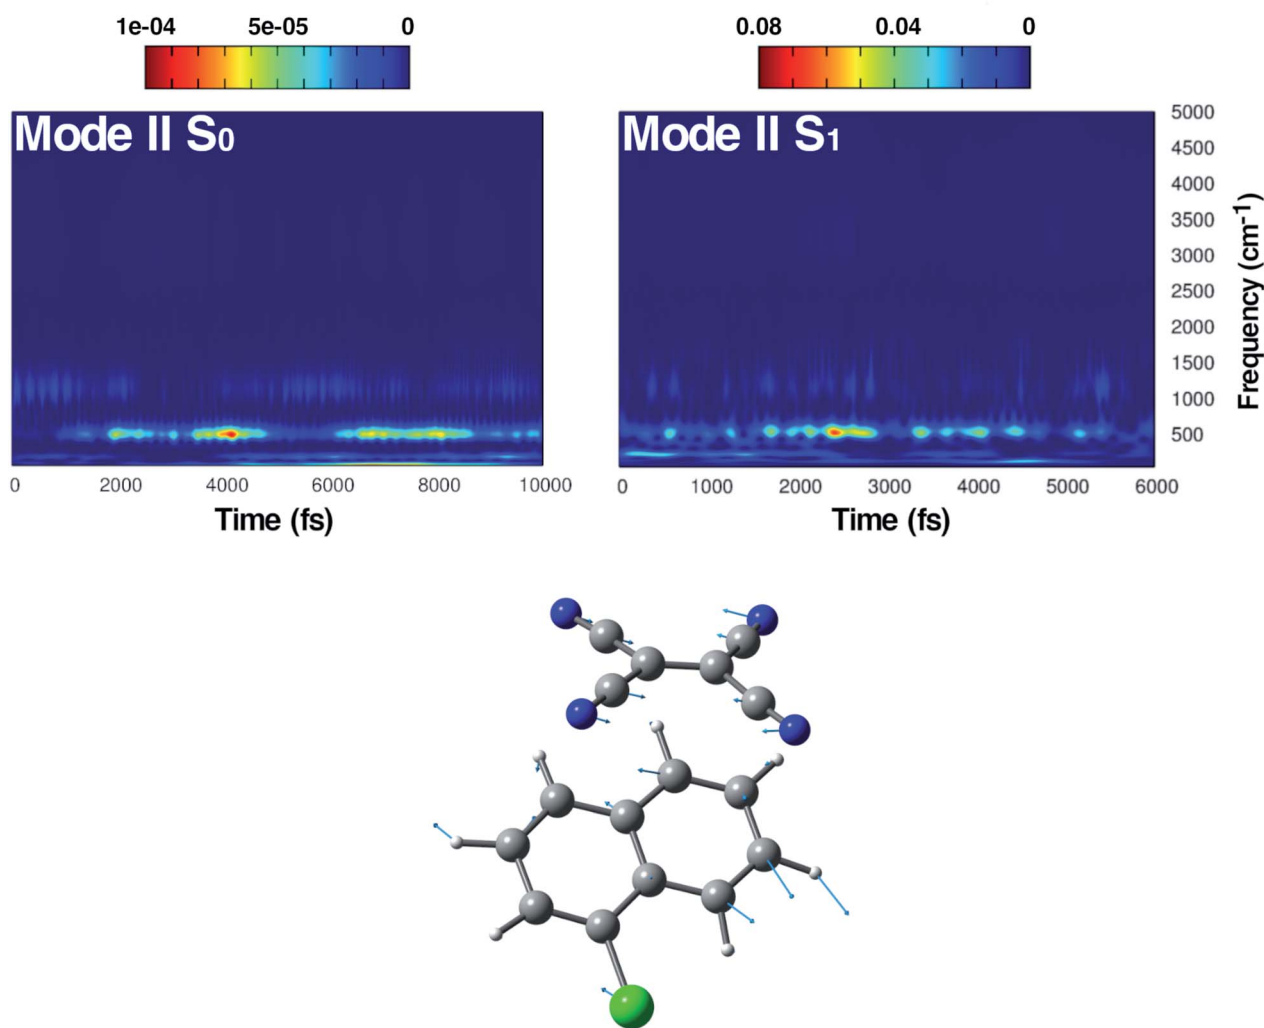 1e-04 5e-05 0
0.08 0.04 0
Mode II S0
Mode II S1
5000
4500
4000
3500
3000
2500
2000
1500
1000
500
Frequency (cm-1)
0 2000 4000 6000 8000 10000
0 1000 2000 3000 4000 5000 6000
Time (fs)
Time (fs)